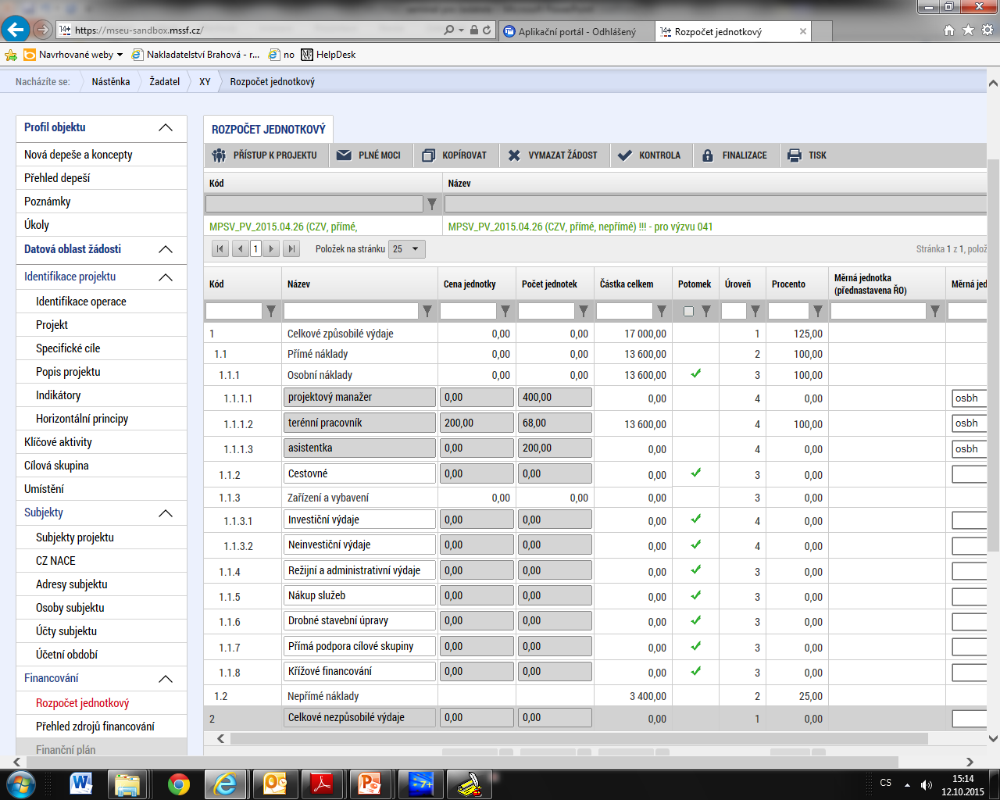 https://mseu-sandbox.mssf.cz/
Aplikační portál - Odhlášený
Rozpočet jednotkový
Navrhované weby
Nakladatelství Brahová - r...
no
HelpDesk
Nacházíte se:
Nástěnka
Žadatel
XY
Rozpočet jednotkový
Profil objektu
Nová depeše a koncepty
Přehled depeší
Poznámky
Úkoly
Datová oblast žádosti
Identifikace projektu
Identifikace operace
Projekt
Specifické cíle
Popis projektu
Indikátory
Horizontální principy
Klíčové aktivity
Cílová skupina
Umístění
Subjekty
Subjekty projektu
CZ NACE
Adresy subjektu
Osoby subjektu
Účty subjektu
Účetní období
Financování
Rozpočet jednotkový
Přehled zdrojů financování
Finanční plán
ROZPOČET JEDNOTKOVÝ
PŘÍSTUP K PROJEKTU PLNÉ MOCI KOPÍROVAT VYMAZAT ŽÁDOST KONTROLA FINALIZACE TISK
Kód Název
MPSV_PV_2015.04.26 (CZV, přímé, MPSV_PV_2015.04.26 (CZV, přímé, nepřímé) !!! - pro výzvu 041
1 Položek na stránku 25 Stránka 1 z 1, polož
Kód Název Cena jednotky Počet jednotek Částka celkem Potomek Úroveň Procento Měrná jednotka (přednastavena ŘO) Měrná jed
1 Celkové způsobilé výdaje 0,00 0,00 17 000,00 1 125,00
1.1 Přímé náklady 0,00 0,00 13 600,00 2 100,00
1.1.1 Osobní náklady 0,00 0,00 13 600,00 3 100,00
1.1.1.1 projektový manažer 0,00 400,00 0,00 4 0,00 osbh
1.1.1.2 terénní pracovník 200,00 68,00 13 600,00 4 100,00 osbh
1.1.1.3 asistentka 0,00 200,00 0,00 4 0,00 osbh
1.1.2 Cestovné 0,00 0,00 0,00 3 0,00
1.1.3 Zařízení a vybavení 0,00 0,00 0,00 3 0,00
1.1.3.1 Investiční výdaje 0,00 0,00 0,00 4 0,00
1.1.3.2 Neinvestiční výdaje 0,00 0,00 0,00 4 0,00
1.1.4 Režijní a administrativní výdaje 0,00 0,00 0,00 3 0,00
1.1.5 Nákup služeb 0,00 0,00 0,00 3 0,00
1.1.6 Drobné stavební úpravy 0,00 0,00 0,00 3 0,00
1.1.7 Přímá podpora cílové skupiny 0,00 0,00 0,00 3 0,00
1.1.8 Křížové financování 0,00 0,00 0,00 3 0,00
1.2 Nepřímé náklady 3 400,00 2 25,00
2 Celkové nezpůsobilé výdaje 0,00 0,00 0,00 1 0,00
CS
15:14
12.10.2015